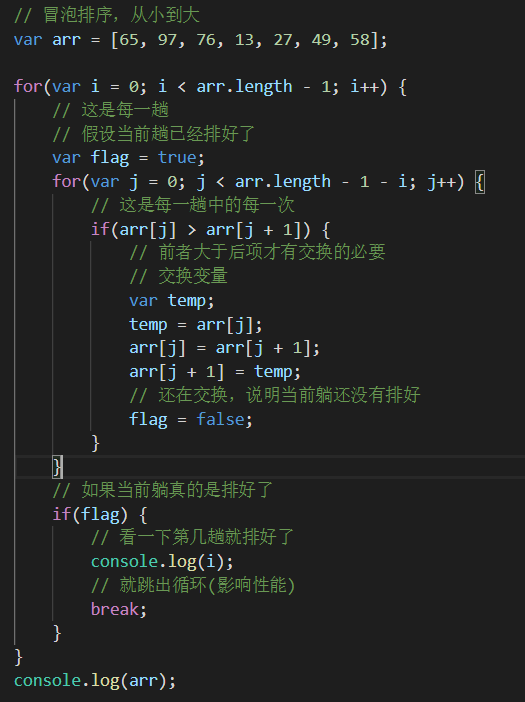 // 冒泡排序，从小到大
var arr = [65, 97, 76, 13, 27, 49, 58];
for(var i = 0; i < arr.length - 1; i++) {
// 这是每一趟
// 假设当前趟已经排好了
var flag = true;
for(var j = 0; j < arr.length - 1 - i; j++) {
// 这是每一趟中的每一次
if(arr[j] > arr[j + 1]) {
// 前者大于后项才有交换的必要
// 交换变量
var temp;
temp = arr[j];
arr[j] = arr[j + 1];
arr[j + 1] = temp;
// 还在交换，说明当前躺还没有排好
flag = false;
}
}
// 如果当前躺真的是排好了
if(flag) {
// 看一下第几趟就排好了
console.log(i);
// 就跳出循环(影响性能)
break;
}
}
console.log(arr);